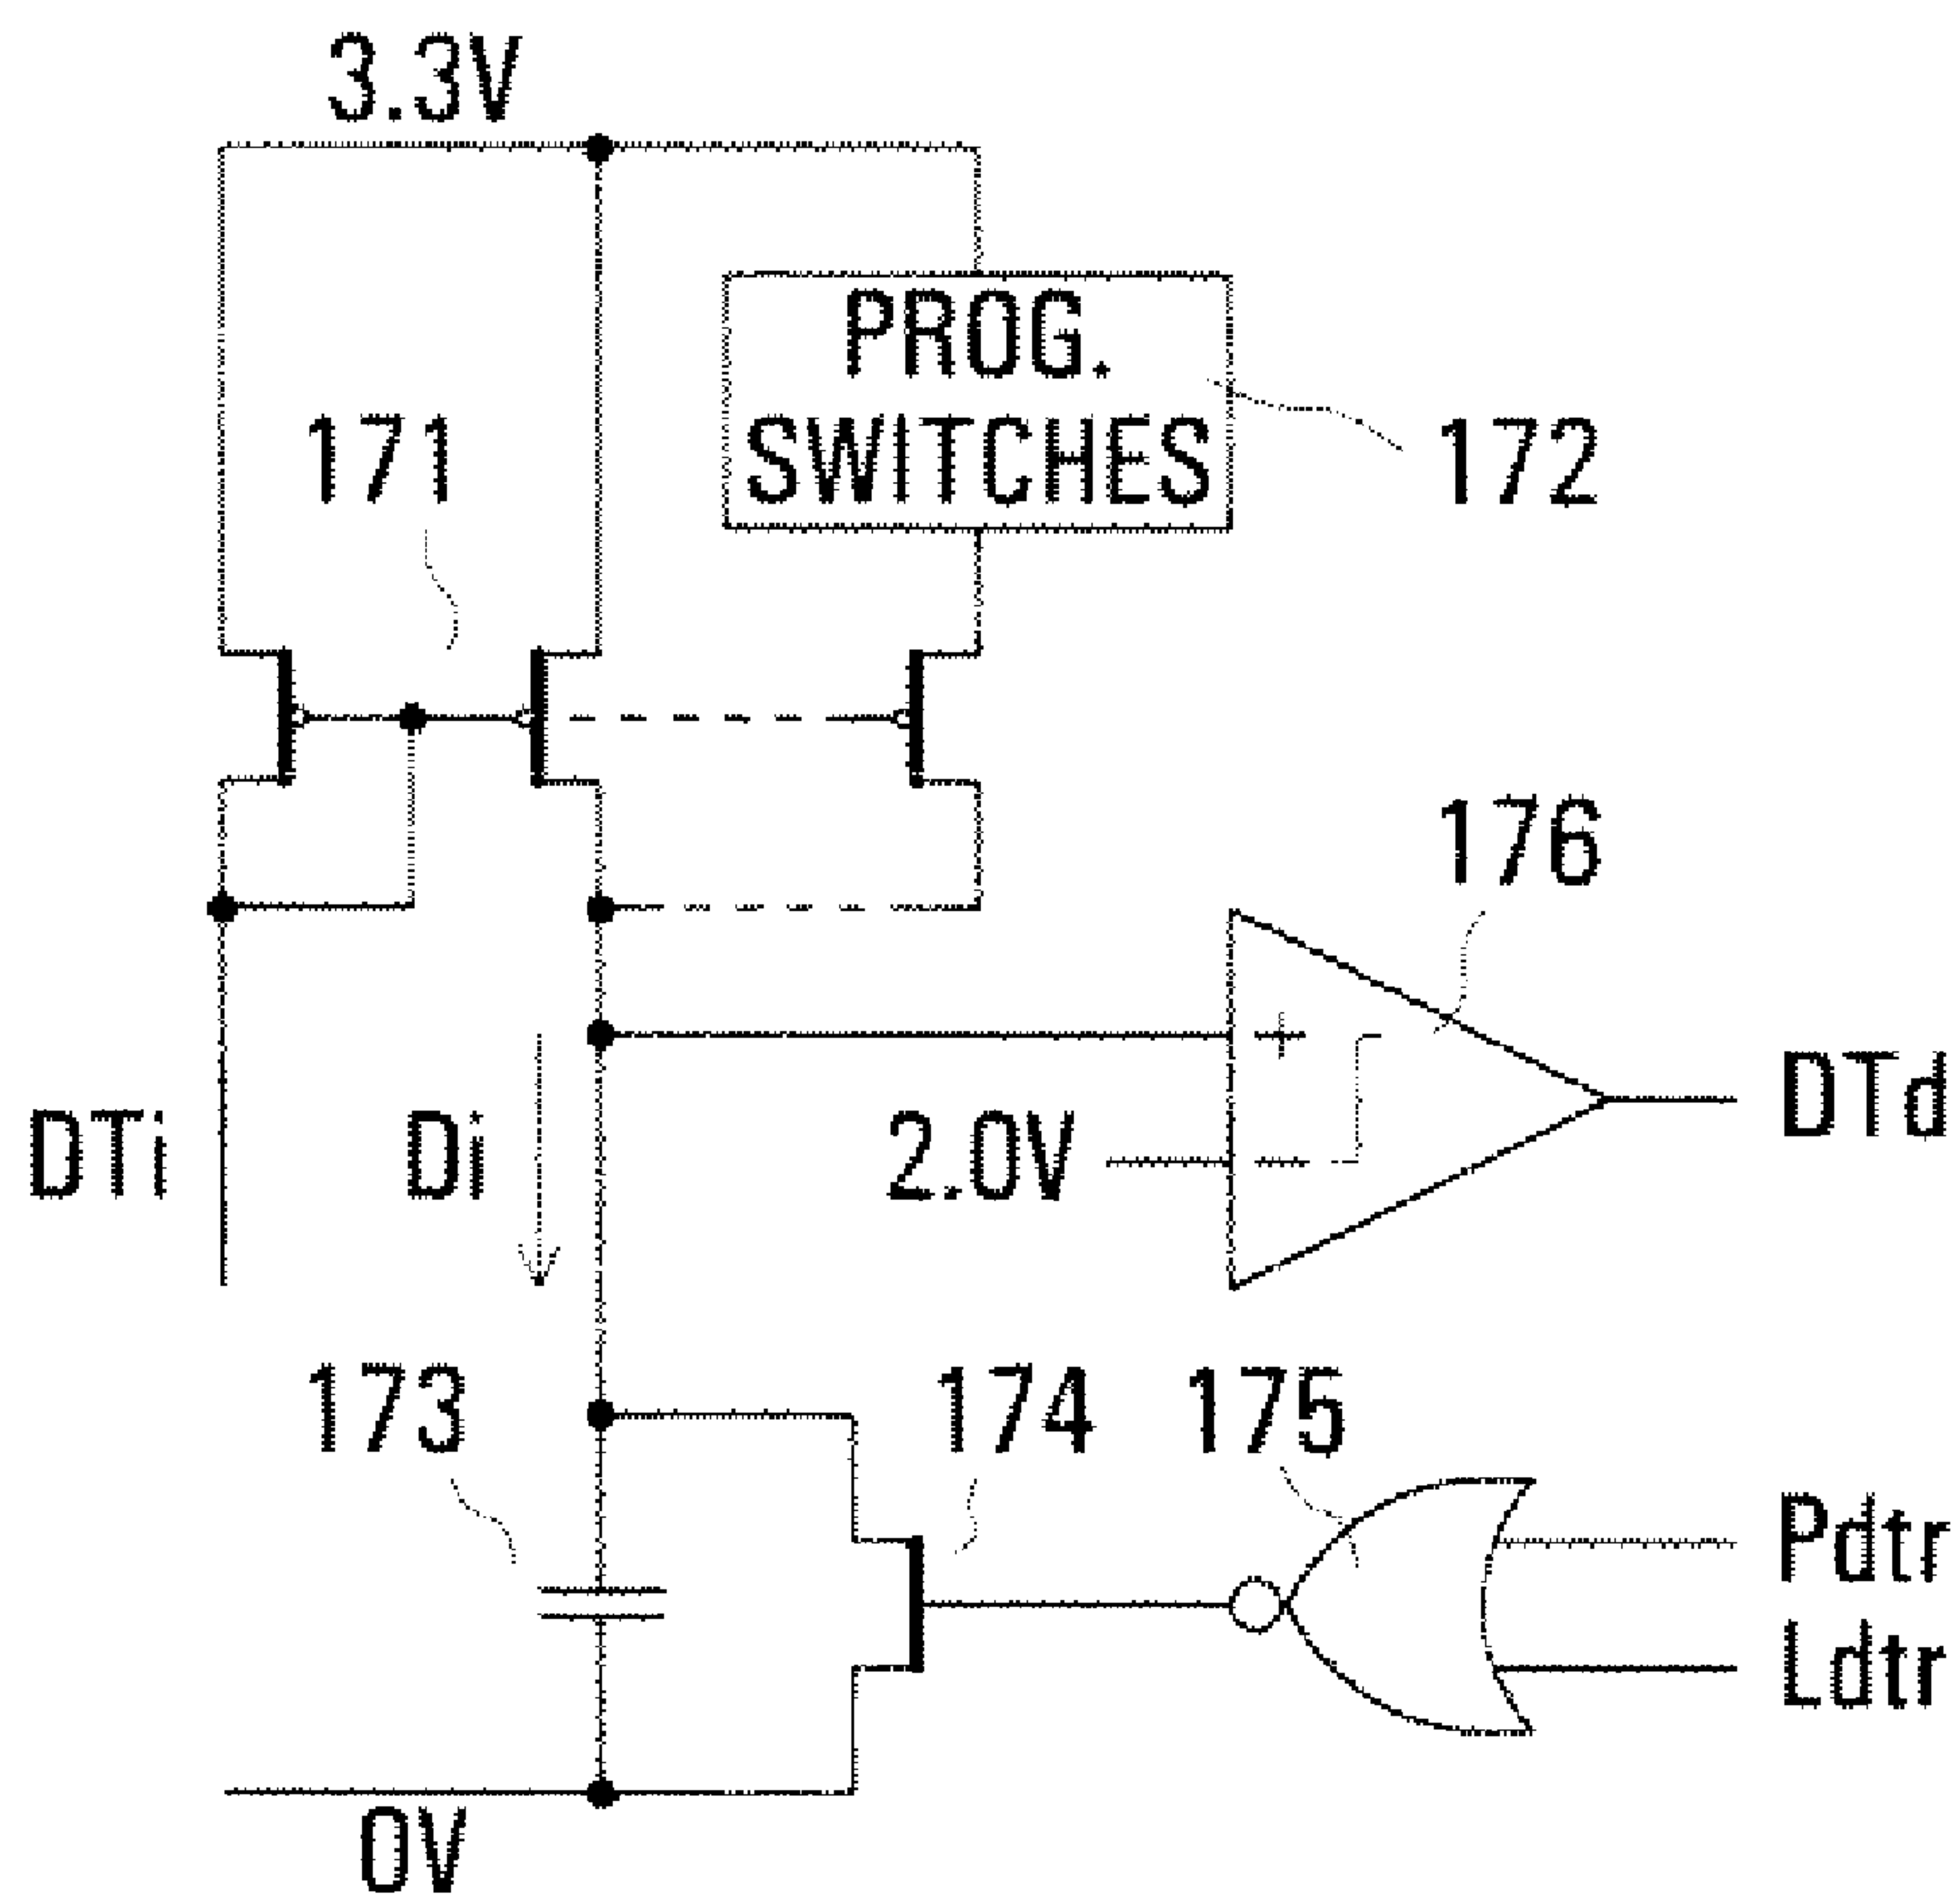 3.3V
PROG.
SWITCHES
171
172
176
DTi
Di
2.0V
+
−
DTd
173
174
175
Pdtr
Ldtr
0V